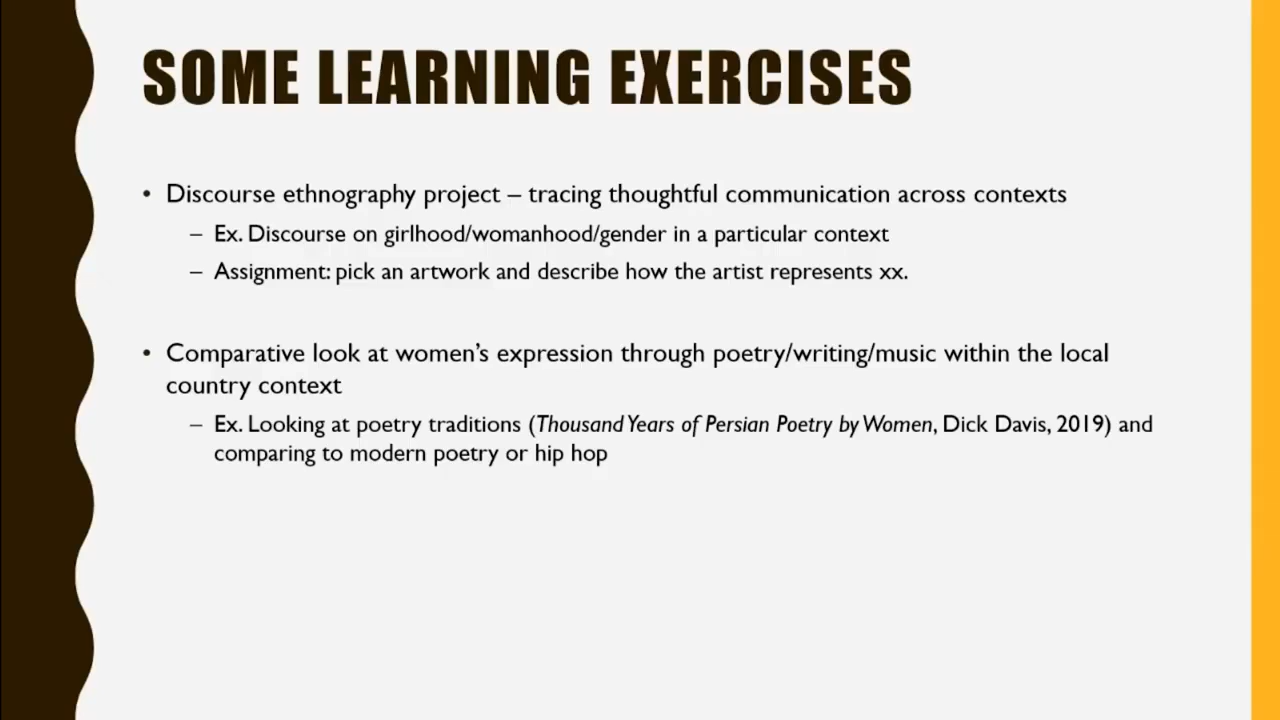 SOME LEARNING EXERCISES
• Discourse ethnography project – tracing thoughtful communication across contexts
– Ex. Discourse on girlhood/womanhood/gender in a particular context
– Assignment: pick an artwork and describe how the artist represents xx.
• Comparative look at women’s expression through poetry/writing/music within the local
country context
– Ex. Looking at poetry traditions (Thousand Years of Persian Poetry by Women, Dick Davis, 2019) and
comparing to modern poetry or hip hop